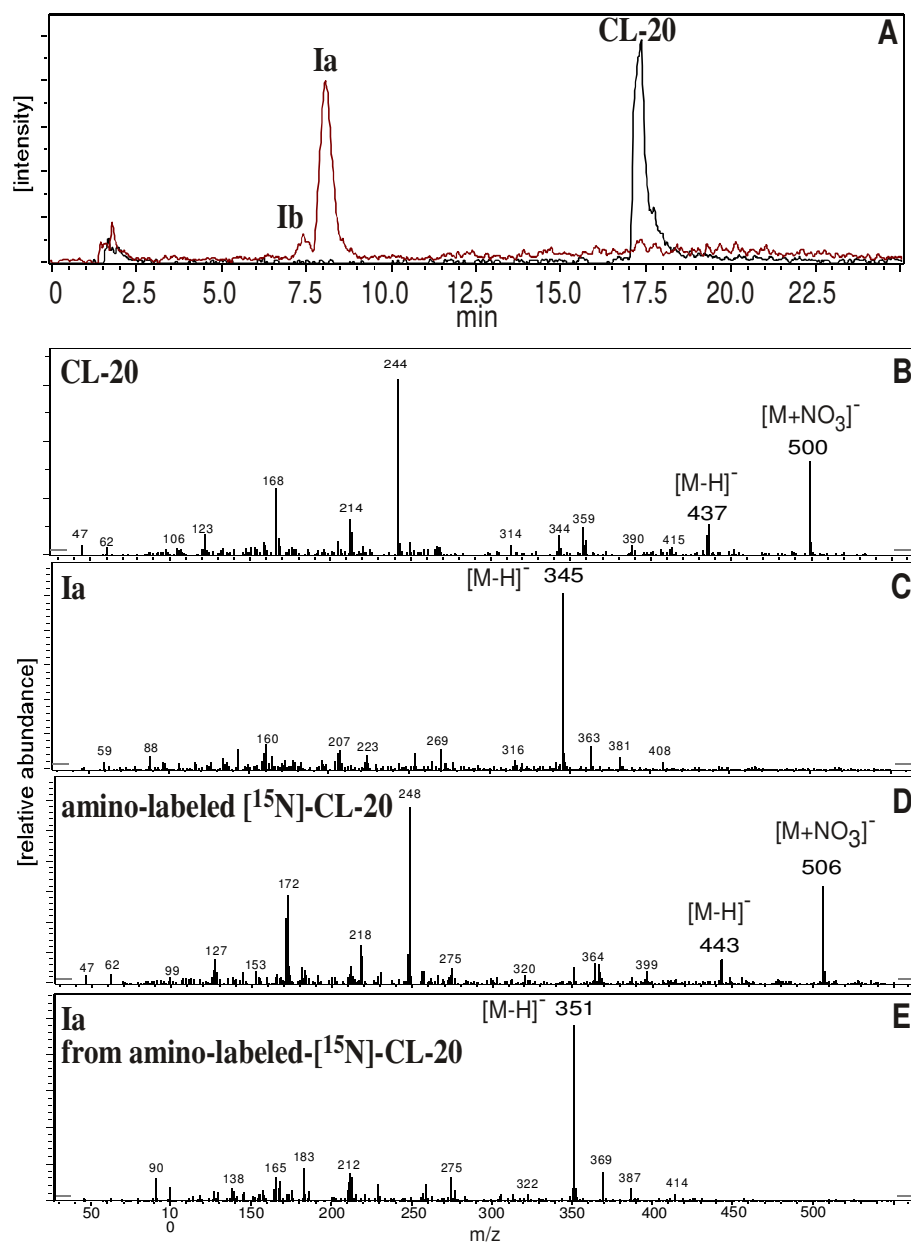 A
CL-20
Ia
Ib
[intensity]
0 2.5 5.0 7.5 10.0 12.5 15.0 17.5 20.0 22.5
min
CL-20
B
244
[M+NO3]-
500
[M-H]-
437
168
214
47 62 106 123 314 344 359 390 415
Ia
C
[M-H]- 345
59 88 160 207 223 269 316 363 381 408
[relative abundance]
amino-labeled [15N]-CL-20
D
248
[M+NO3]-
506
[M-H]-
443
172
218
47 62 99 127 153 275 320 364 399
Ia
from amino-labeled-[15N]-CL-20
E
[M-H]- 351
90 138 165 183 212 275 322 369 387 414
50 150 200 250 300 350 400 450 500
0
m/z